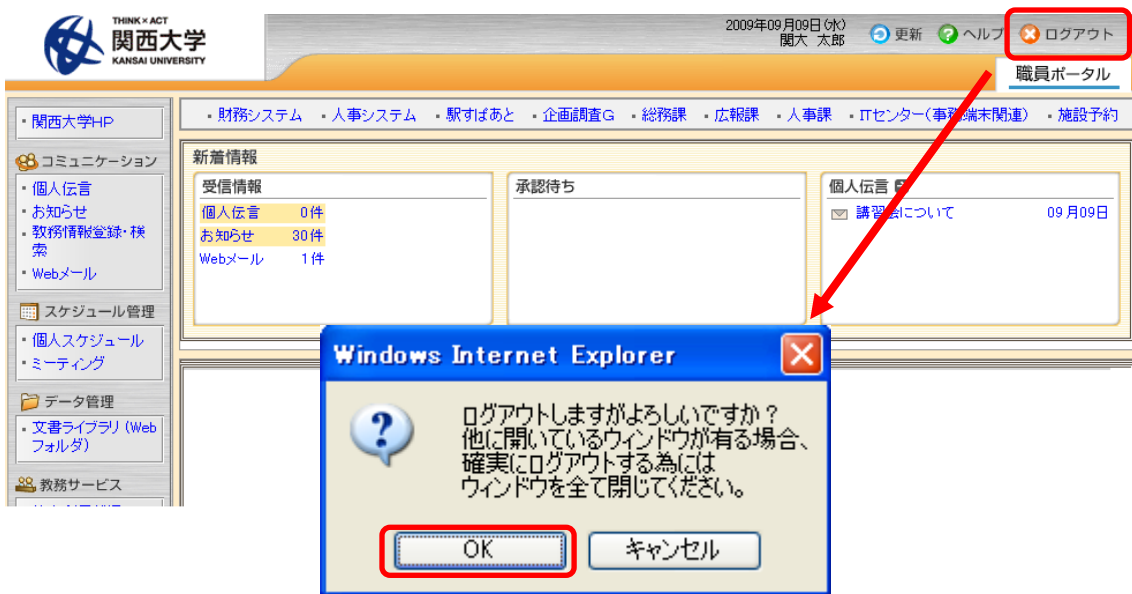 THINK×ACT
関西大学
KANSAI UNIVERSITY
2009年09月09日(水)
関大 太郎
更新
ヘルプ
ログアウト
職員ポータル
・関西大学HP
・財務システム ・人事システム ・駅すぱあと ・企画調査G ・総務課 ・広報課 ・人事課 ・ITセンター(事務端末関連) ・施設予約
コミュニケーション
・個人伝言
・お知らせ
・教務情報登録・検
索
・Webメール
スケジュール管理
・個人スケジュール
・ミーティング
データ管理
・文書ライブラリ(Web
フォルダ)
教務サービス
新着情報
受信情報
個人伝言 0件
お知らせ 30件
Webメール 1件
承認待ち
個人伝言
講習会について 09月09日
Windows Internet Explorer
ログアウトしますがよろしいですか?
他に開いているウィンドウが有る場合、
確実にログアウトする為には
ウィンドウを全て閉じてください。
OK
キャンセル